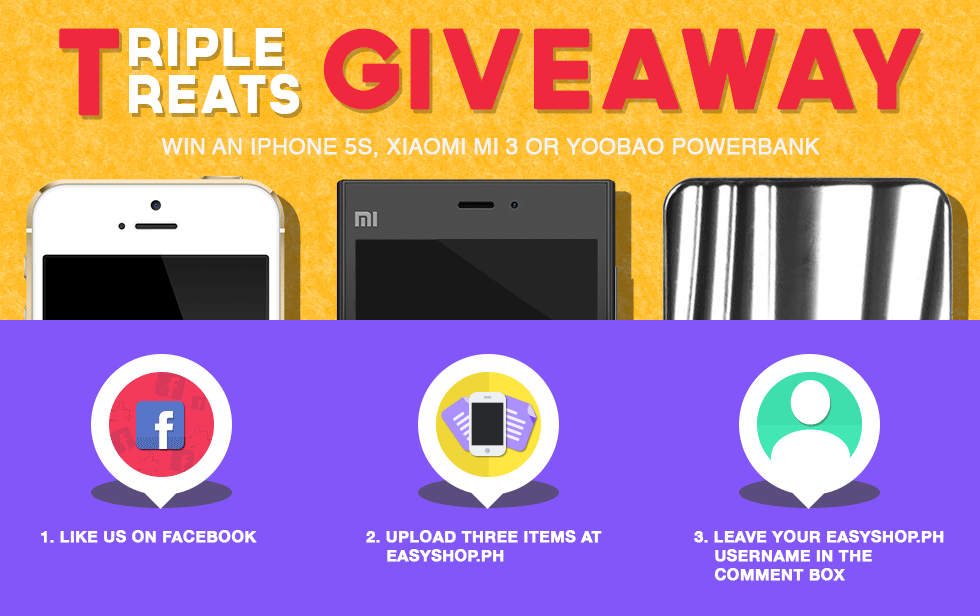 TRIPLE TREATS GIVEAWAY
WIN AN IPHONE 5S, XIAOMI MI 3 OR YOOBAO POWERBANK
MI
f
1. LIKE US ON FACEBOOK
2. UPLOAD THREE ITEMS AT
EASYSHOP.PH
3. LEAVE YOUR EASYSHOP.PH
USERNAME IN THE
COMMENT BOX